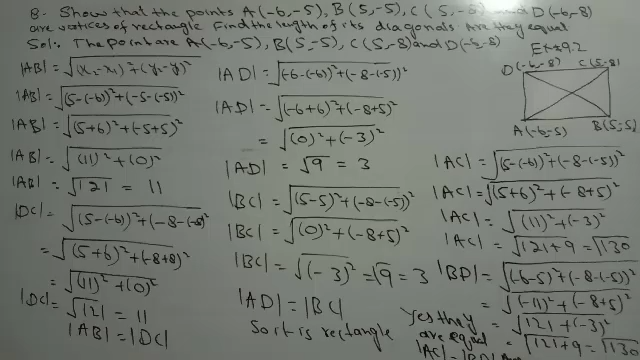 Q- Show that the points A(-6,-5), B(5,-5), C(5,-8) and D(-6,-8)
are vertices of rectangle Find the length of its diagonals Are they equal
Sol:- The point are A(-6,-5), B(5,-5), C(5,-8) and D(-6,-8)
|AB| = √(x₂-x₁)²+(y₂-y)²
|AB| = √(5-(-6))²+(-5-(-5))²
|AB| = √(5+6)²+(-5+5)²
|AB| = √(11)²+(0)²
|AB| = √121 = 11
|DC| = √(5-(-6))²+(-8-(-8))²
= √(5+6)²+(-8+8)²
= √(11)²+(0)²
|DC| = √121 = 11
|AB| = |DC|
|AD| = √(-6-(-6))²+(-8-(-5))²
|AD| = √(-6+6)²+(-8+5)²
= √(0)²+(-3)²
|AD| = √9 = 3
|BC| = √(5-5)²+(-8-(-5))²
|BC| = √(0)²+(-8+5)²
|BC| = √(-3)² = √9 = 3
|AD| = |BC|
So it is rectangle
Ex#9.2
D(-6,-8) C(5,-8)
A(-6,-5) B(5,-5)
|AC| = √(5-(-6))²+(-8-(-5))²
|AC| = √(5+6)²+(-8+5)²
|AC| = √(11)²+(-3)²
|AC| = √121+9 = √130
|BD| = √(-6-5)²+(-8-(-5))²
= √(-11)²+(-8+5)²
= √121+(-3)²
= √121+9 = √130
Yes they
are equal
|AC| = |BD|